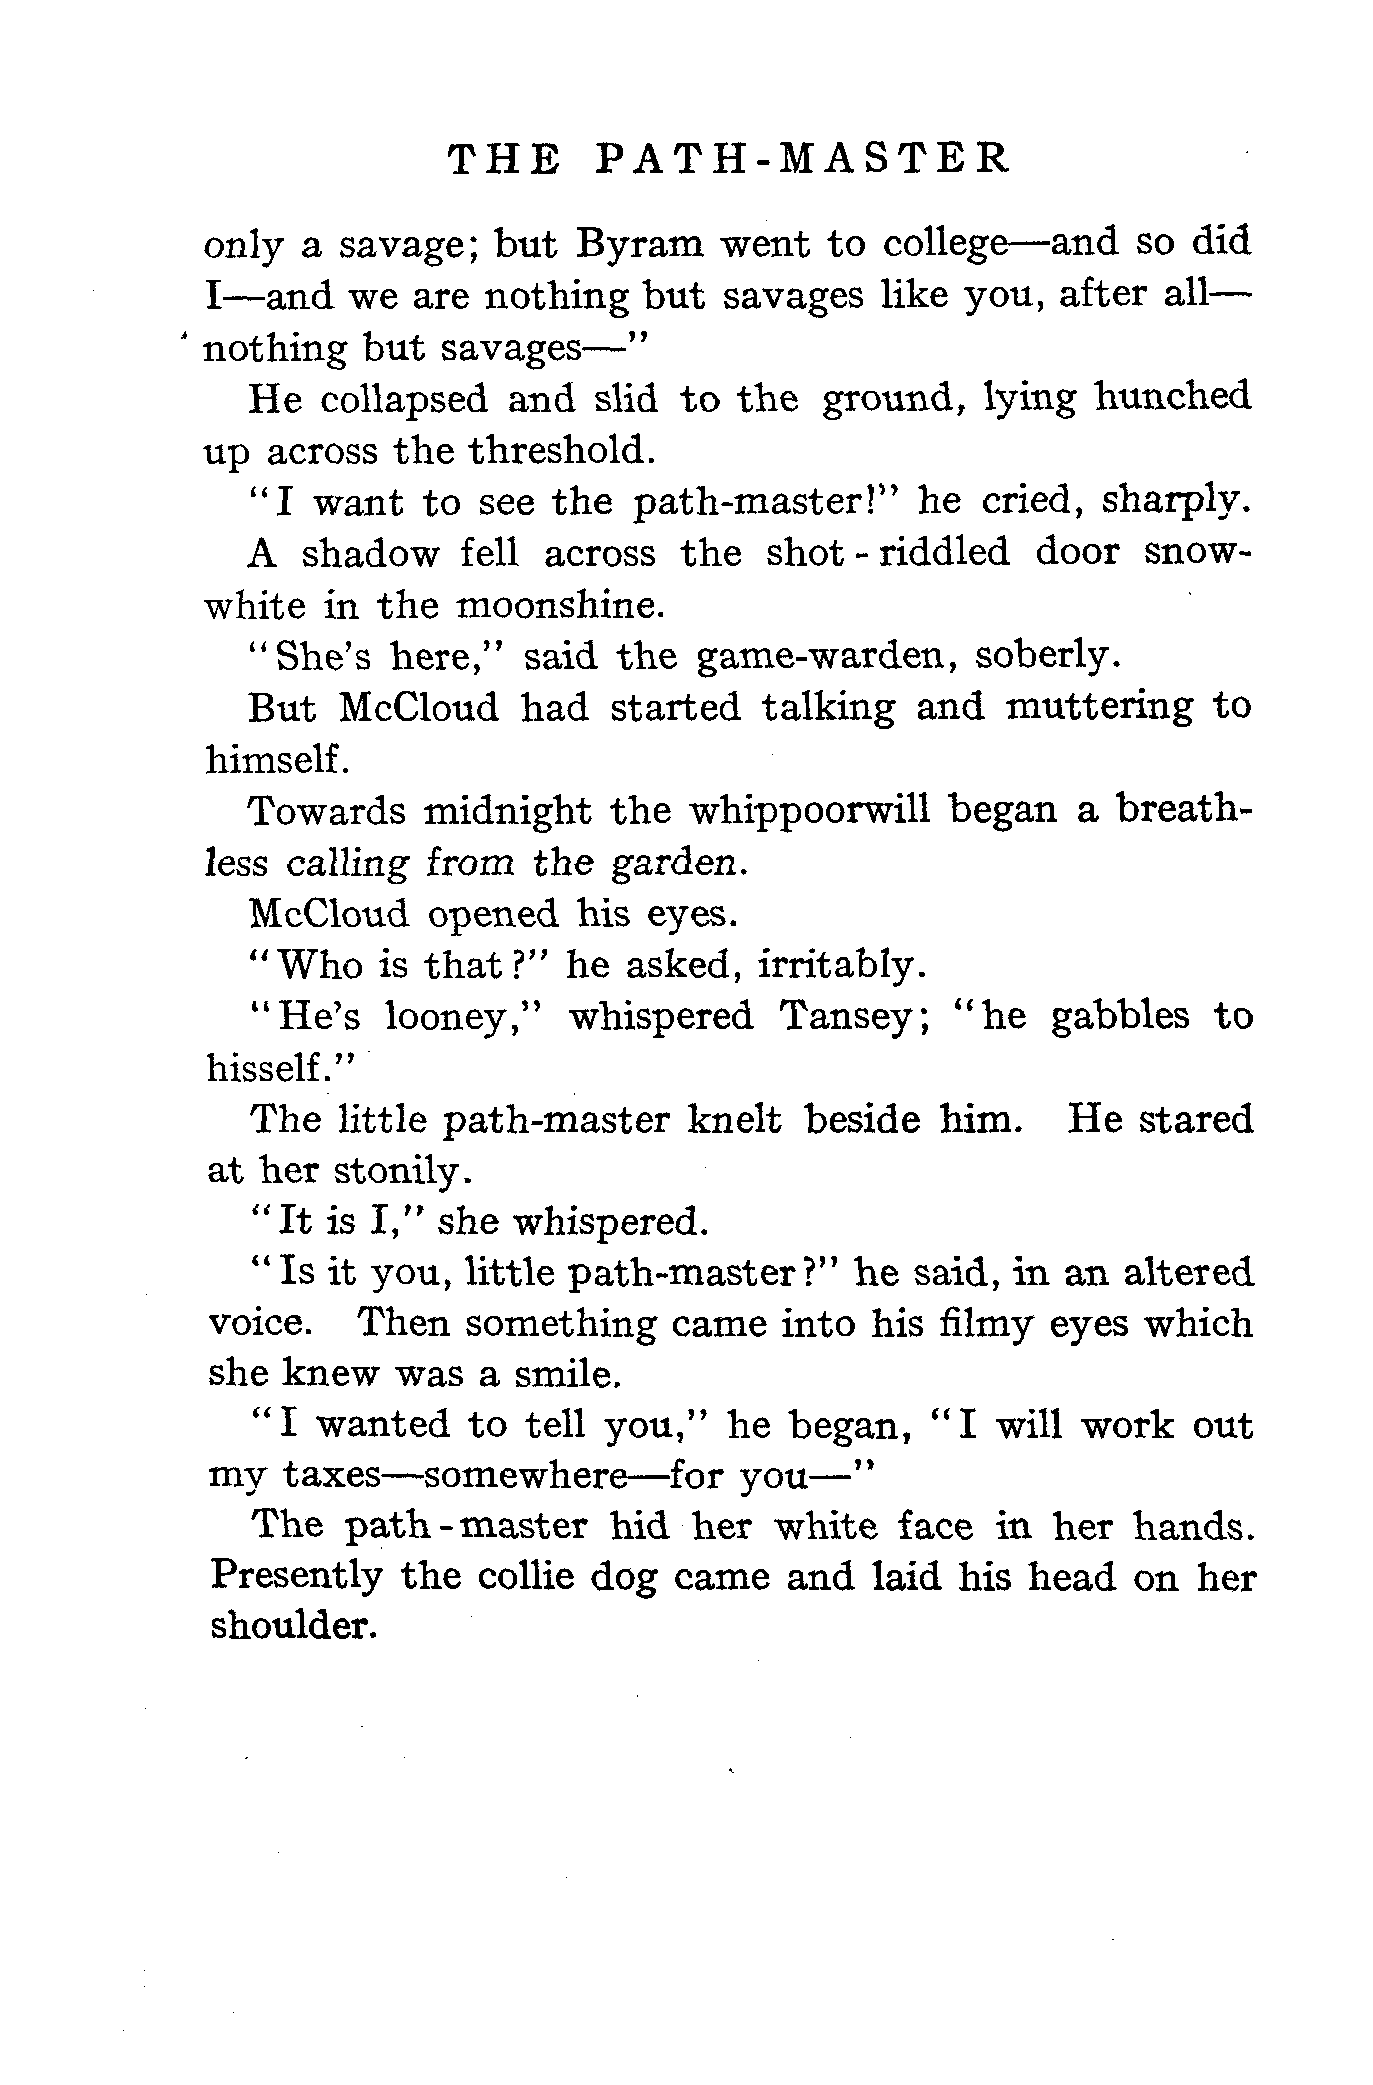 THE PATH-MASTER
only a savage; but Byram went to college—and so did
I—and we are nothing but savages like you, after all—
nothing but savages—"
He collapsed and slid to the ground, lying hunched
up across the threshold.
"I want to see the path-master!" he cried, sharply.
A shadow fell across the shot-riddled door snow-
white in the moonshine.
"She's here," said the game-warden, soberly.
But McCloud had started talking and muttering to
himself.
Towards midnight the whippoorwill began a breath-
less calling from the garden.
McCloud opened his eyes.
"Who is that?" he asked, irritably.
"He's looney," whispered Tansey; "he gabbles to
hisself."
The little path-master knelt beside him. He stared
at her stonily.
"It is I," she whispered.
"Is it you, little path-master?" he said, in an altered
voice. Then something came into his filmy eyes which
she knew was a smile.
"I wanted to tell you," he began, "I will work out
my taxes—somewhere—for you—"
The path-master hid her white face in her hands.
Presently the collie dog came and laid his head on her
shoulder.